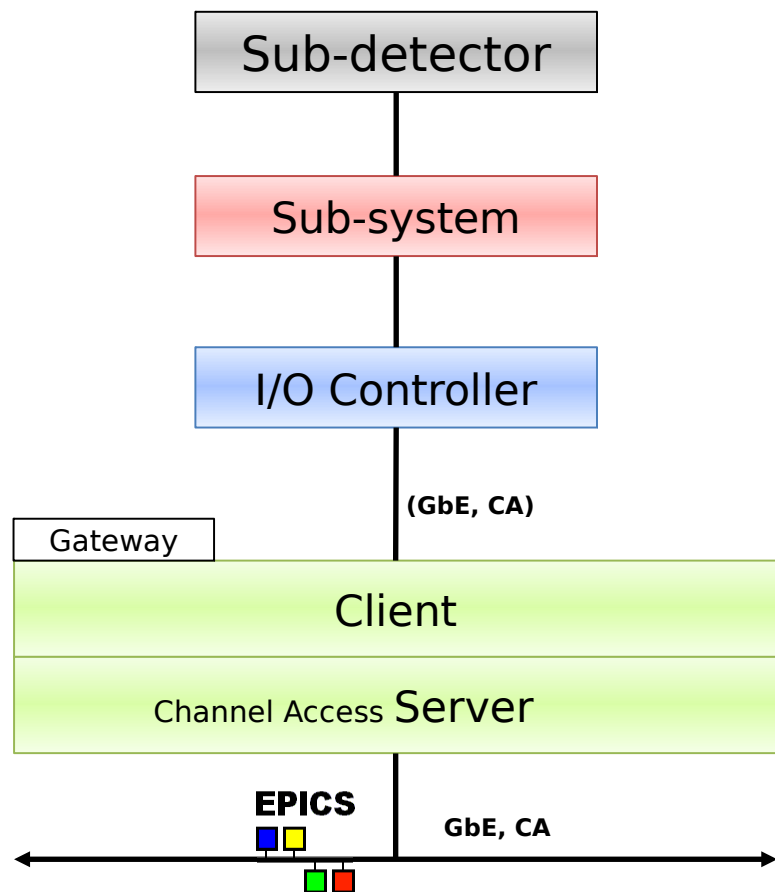 Sub-detector
Sub-system
I/O Controller
(GbE, CA)
Gateway
Client
Channel Access Server
EPICS
GbE, CA